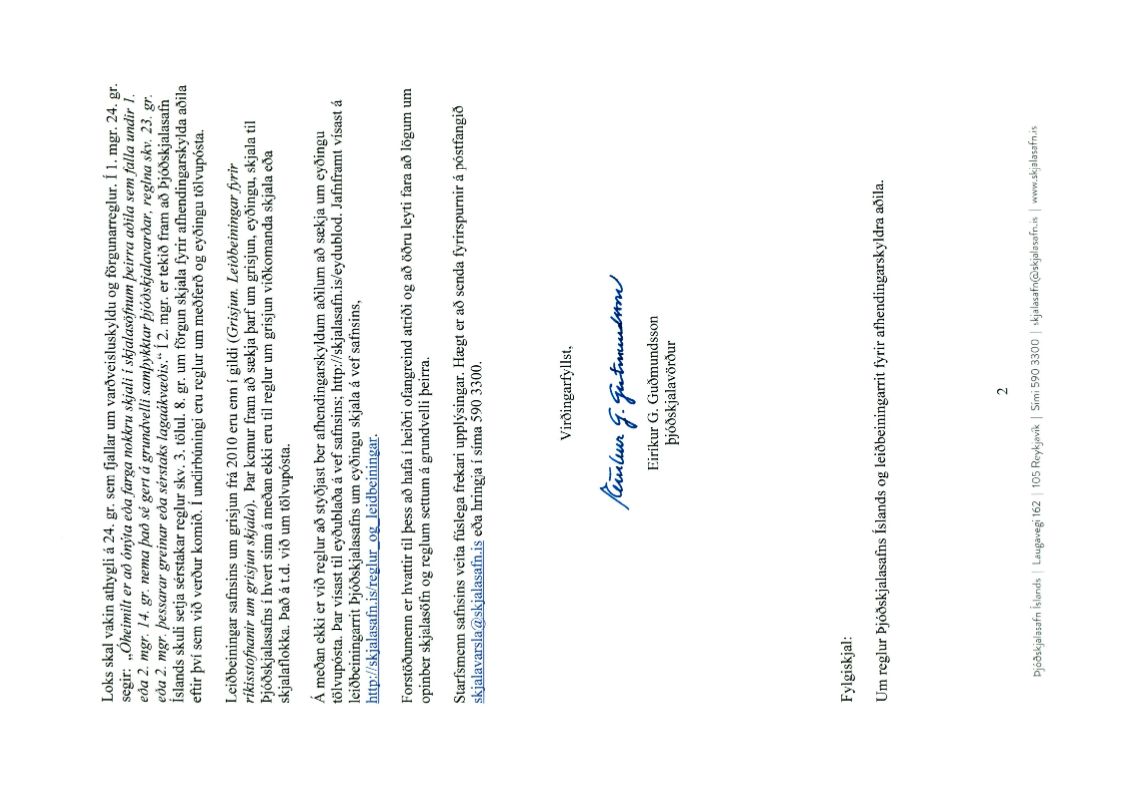 Loks skal vakin athygli á 24. gr. sem fjallar um varðveisluskyldu og förgunarreglur. Í 1. mgr. 24. gr.
segir: „Óheimilt er að ónýta eða farga nokkru skjali í skjalasöfnum þeirra aðila sem falla undir 1.
eða 2. mgr. 14. gr. nema það sé gert á grundvelli samþykktar þjóðskjalavarðar, reglna skv. 23. gr.
eða 2. mgr. þessarar greinar eða sérstaks lagaákvæðis.“ Í 2. mgr. er tekið fram að Þjóðskjalasafn
Íslands skuli setja sérstakar reglur skv. 3. tölul. 8. gr. um förgun skjala fyrir afhendingarskylda aðila
eftir því sem við verður komið. Í undirbúningi eru reglur um meðferð og eyðingu tölvupósta.
Leiðbeiningar safnsins um grisjun frá 2010 eru enn í gildi (Grisjun. Leiðbeiningar fyrir
ríkisstofnanir um grisjun skjala). Þar kemur fram að sækja þarf um grisjun, eyðingu, skjala til
Þjóðskjalasafns í hvert sinn á meðan ekki eru til reglur um grisjun viðkomanda skjala eða
skjalaflokka. Það á t.d. við um tölvupósta.
Á meðan ekki er við reglur að styðjast ber afhendingarskyldum aðilum að sækja um eyðingu
tölvupósta. Þar vísast til eyðublaða á vef safnsins; http://skjalasafn.is/eydublod. Jafnframt vísast á
leiðbeiningarrit Þjóðskjalasafns um eyðingu skjala á vef safnsins,
http://skjalasafn.is/reglur_og_leidbeiningar.
Forstöðumenn er hvattir til þess að hafa í heiðri ofangreind atriði og að öðru leyti fara að lögum um
opinber skjalasöfn og reglum settum á grundvelli þeirra.
Starfsmenn safnsins veita fúslega frekari upplýsingar. Hægt er að senda fyrirspurnir á póstfangið
skjalavarsla@skjalasafn.is eða hringja í síma 590 3300.
Virðingarfyllst,
Eiríkur G. Guðmundsson
Eiríkur G. Guðmundsson
þjóðskjalavörður
Fylgiskjal:
Um reglur Þjóðskjalasafns Íslands og leiðbeiningarrit fyrir afhendingarskyldra aðila.
2
Þjóðskjalasafn Íslands | Laugavegi 162 | 105 Reykjavík | Sími 590 3300 | skjalasafn@skjalasafn.is | www.skjalasafn.is